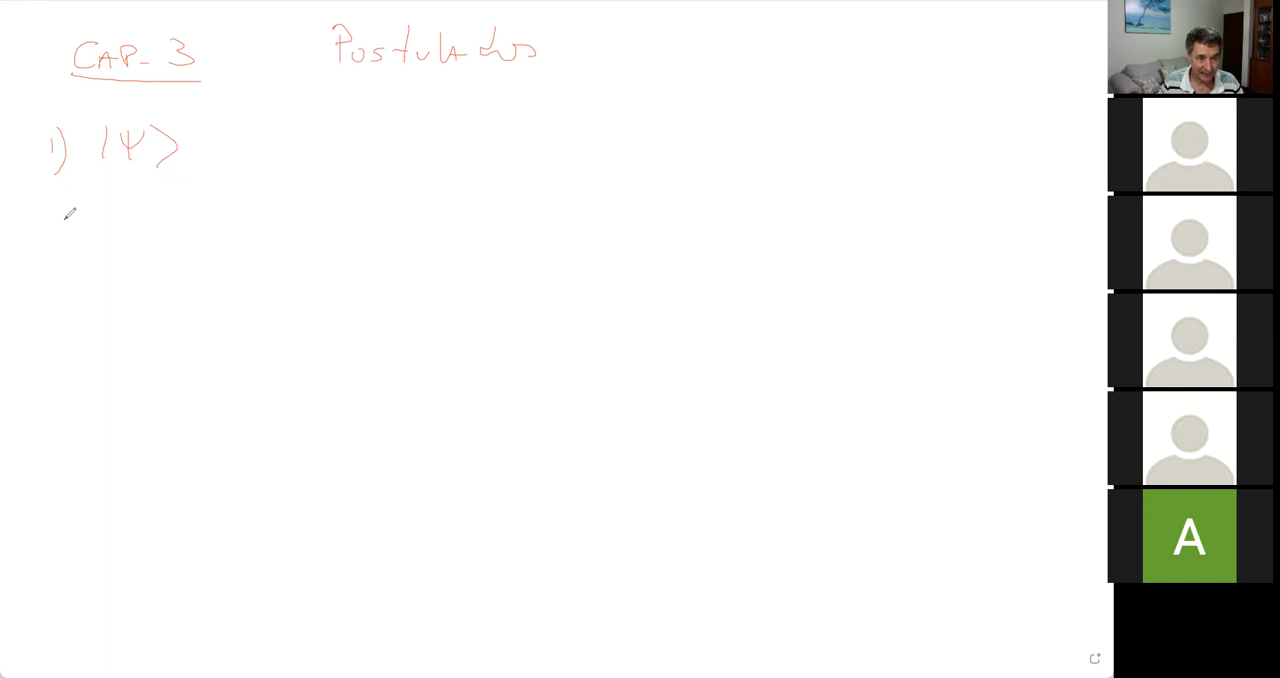 CAP. 3 Postulados
1) |Ψ>
A